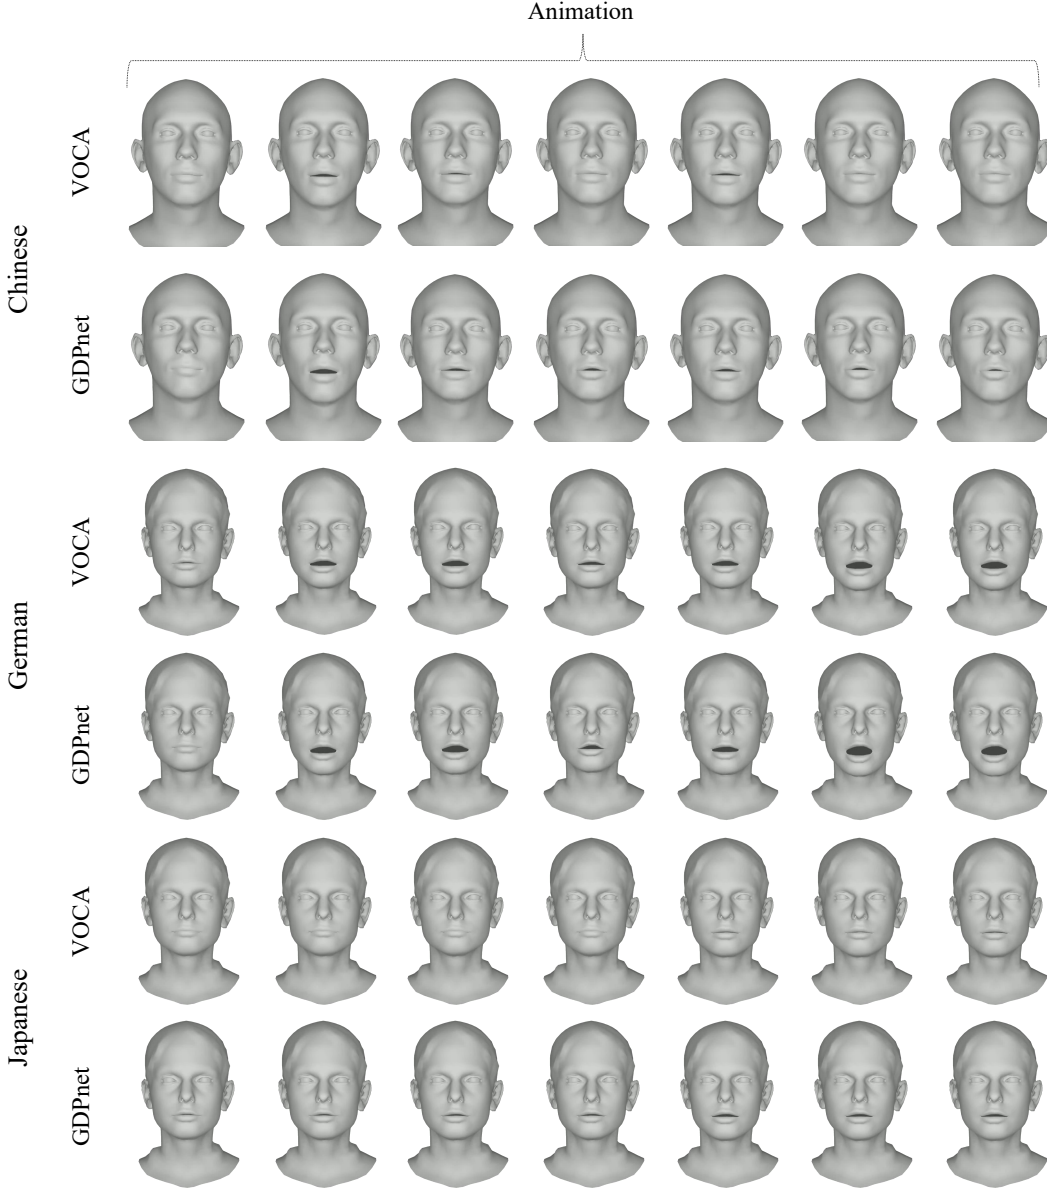 Animation
Chinese
VOCA
GDPnet
German
VOCA
GDPnet
Japanese
VOCA
GDPnet